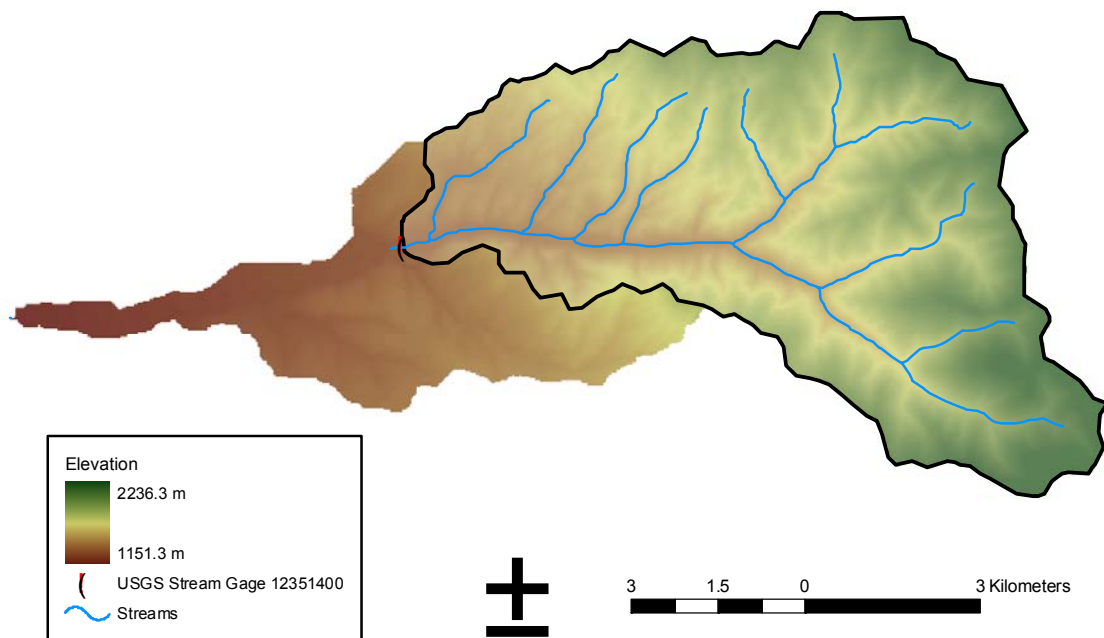 Elevation
2236.3 m
1151.3 m
USGS Stream Gage 12351400
Streams
±
3 1.5 0 3 Kilometers